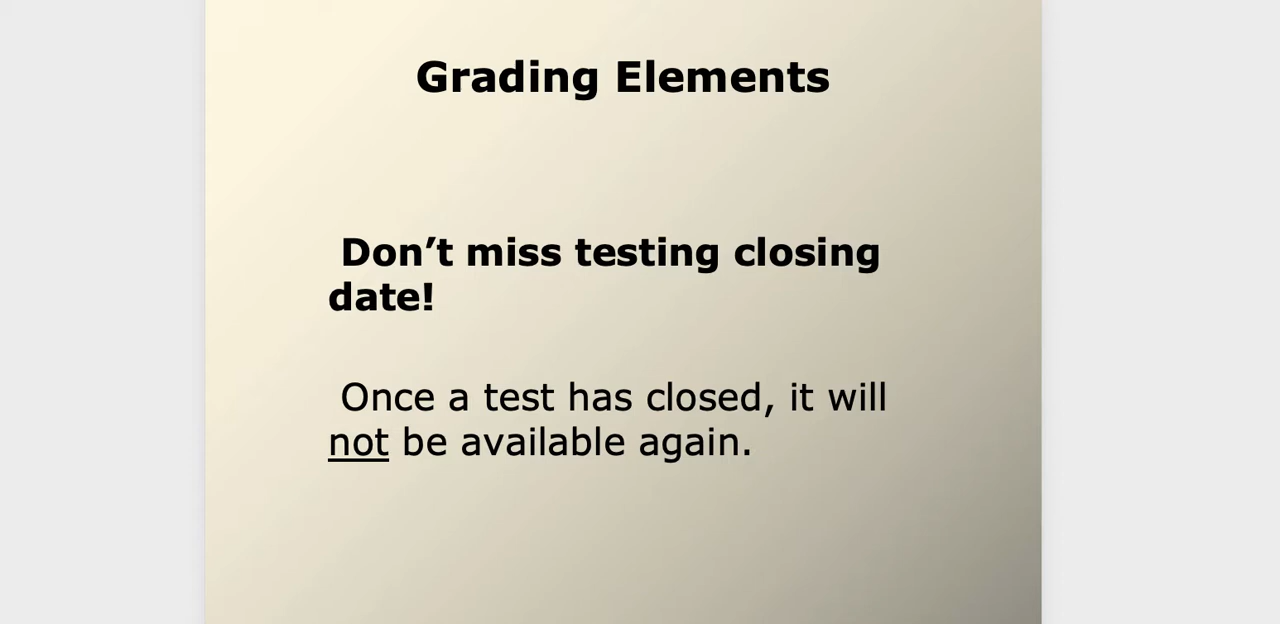 Grading Elements
Don’t miss testing closing
date!
Once a test has closed, it will
not be available again.